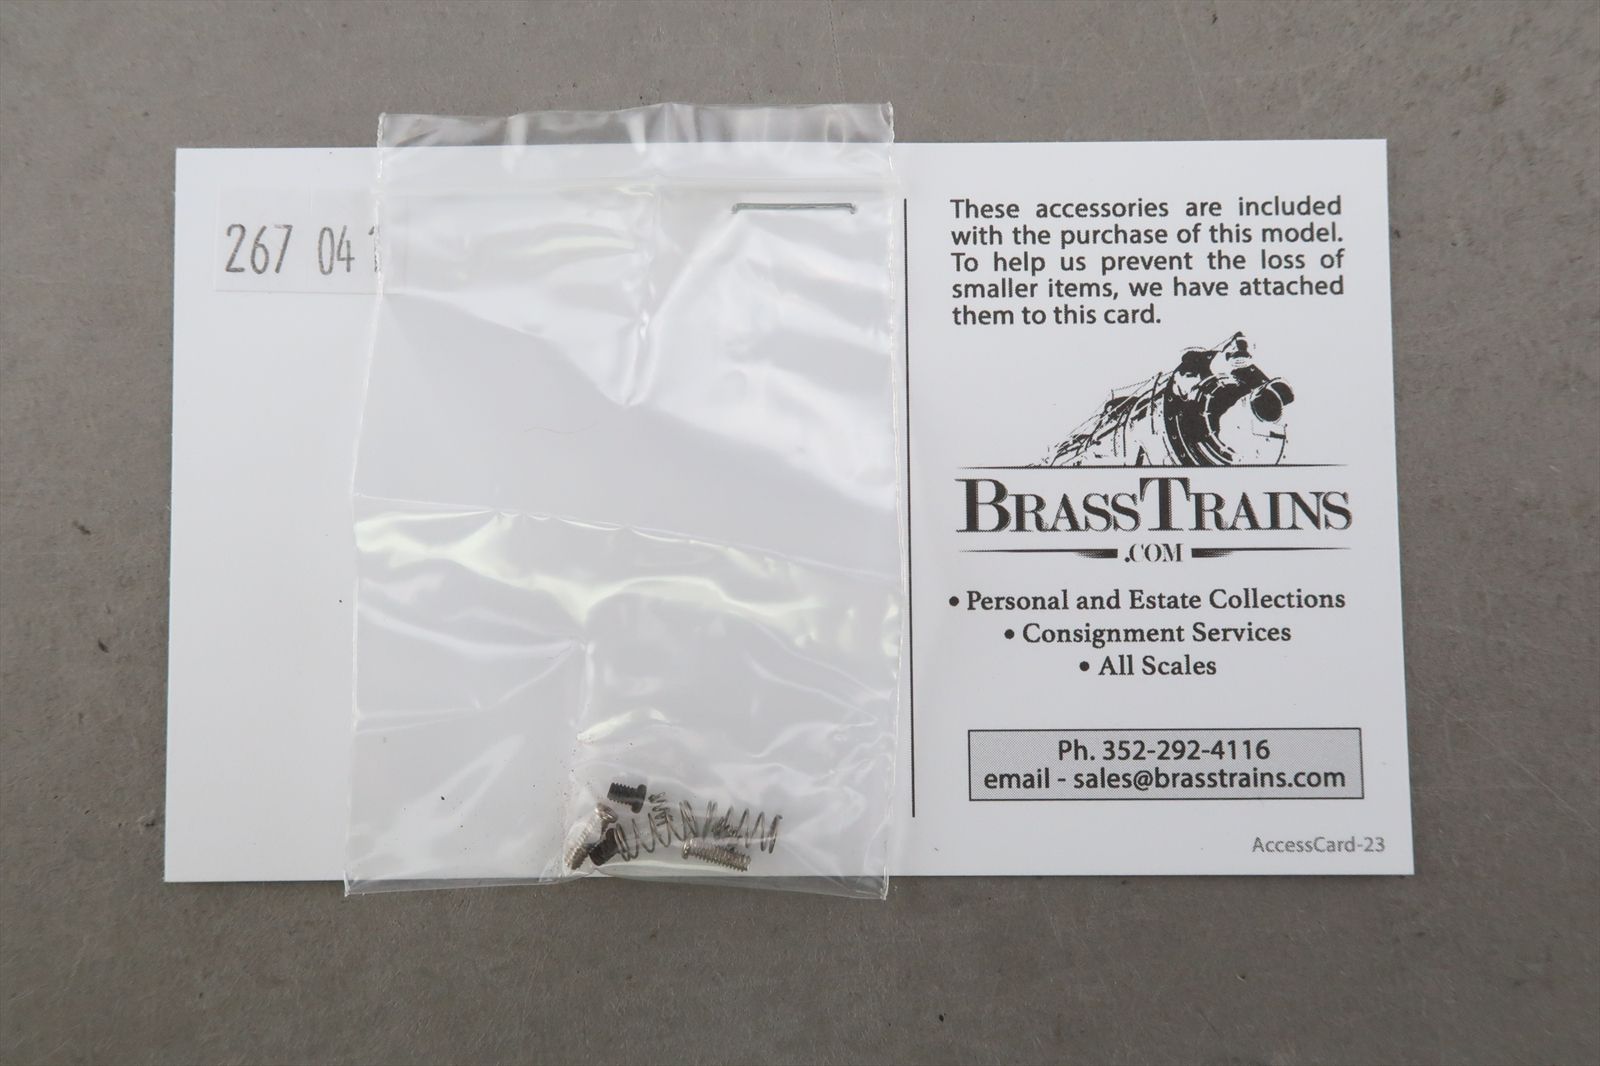 267 04
These accessories are included
with the purchase of this model.
To help us prevent the loss of
smaller items, we have attached
them to this card.
BRASSTRAINS
.COM
• Personal and Estate Collections
• Consignment Services
• All Scales
Ph. 352-292-4116
email - sales@brasstrains.com
AccessCard-23